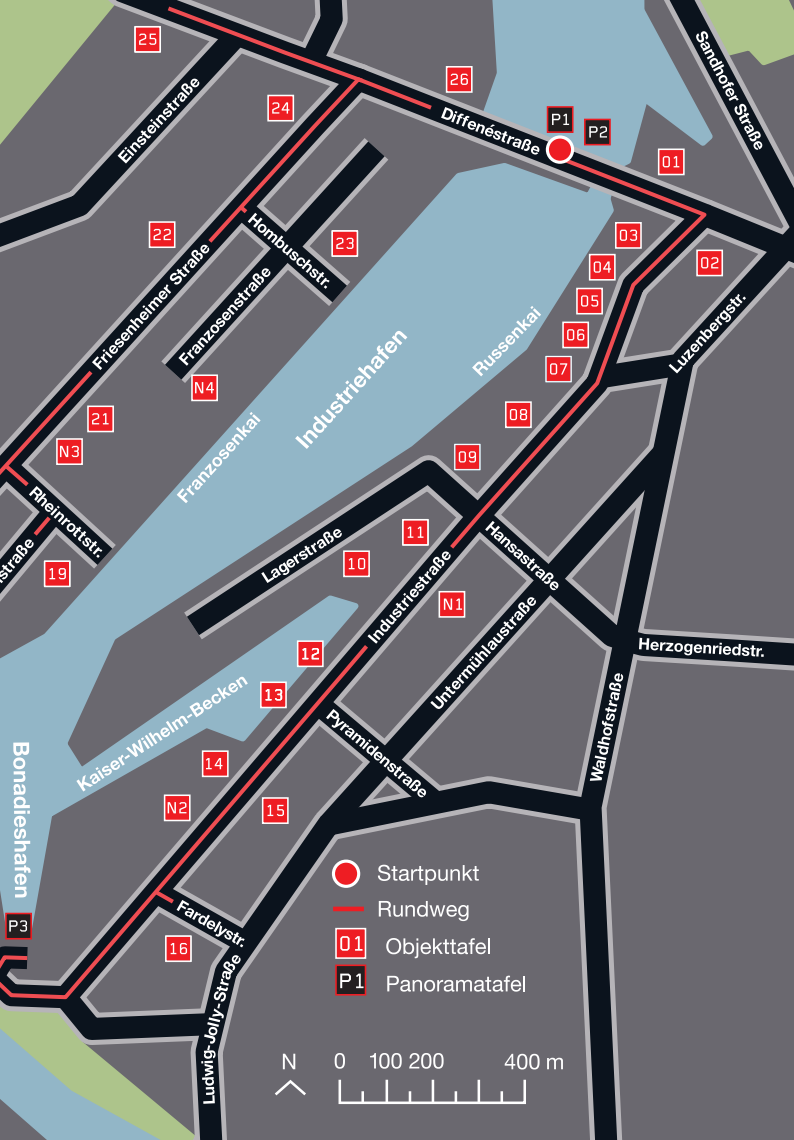 25
26
Sandhofer Straße
24
Einsteinstraße
Diffenéstraße
P1
P2
01
22
Hombuschstr.
23
03
02
04
05
06
07
Friesenheimer Straße
Franzosenstraße
N4
Industriehafen
Russenkai
Luzenbergstr.
21
N3
Franzosenkai
08
09
Rheinrottstr.
straße
19
Lagerstraße
11
10
Hansastraße
Industriestraße
N1
Untermühlaustraße
Herzogenriedstr.
12
13
Kaiser-Wilhelm-Becken
Pyramidenstraße
Waldhofstraße
14
N2
15
Bonadieshafen
P3
Fardelystr.
16
Ludwig-Jolly-Straße
Startpunkt
Rundweg
01 Objekttafel
P1 Panoramatafel
N 0 100 200 400 m